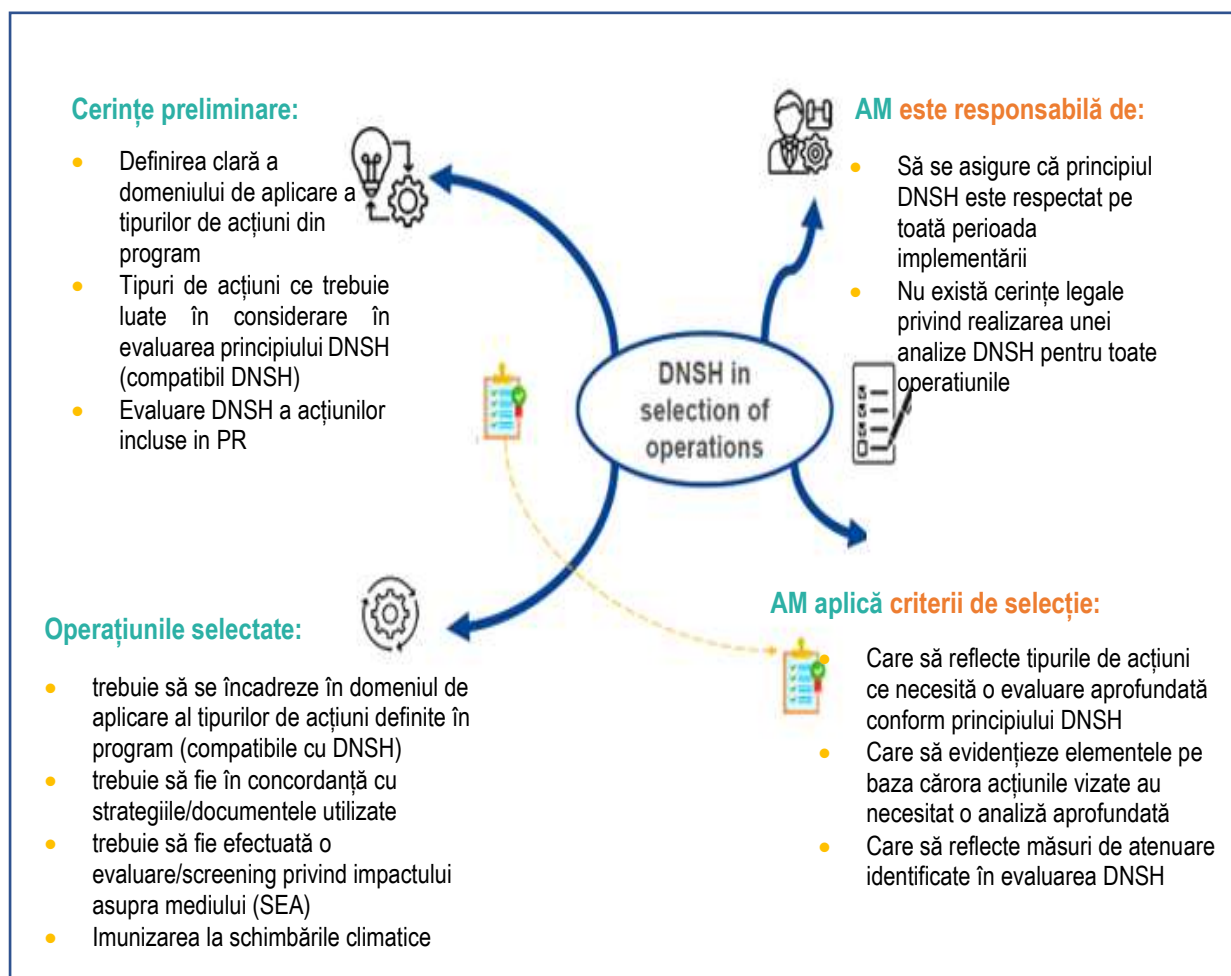 Cerințe preliminare:
• Definirea clară a
domeniului de aplicare a
tipurilor de acțiuni din
program
• Tipuri de acțiuni ce trebuie
luate în considerare în
evaluarea principiului DNSH
(compatibil DNSH)
• Evaluare DNSH a acțiunilor
incluse in PR
AM este responsabilă de:
• Să se asigure că principiul
DNSH este respectat pe
toată perioada
implementării
• Nu există cerințe legale
privind realizarea unei
analize DNSH pentru toate
operatiunile
DNSH in
selection of
operations
Operațiunile selectate:
• trebuie să se încadreze în domeniul de
aplicare al tipurilor de acțiuni definite în
program (compatibile cu DNSH)
• trebuie să fie în concordanță cu
strategiile/documentele utilizate
• trebuie să fie efectuată o
evaluare/screening privind impactului
asupra mediului (SEA)
• Imunizarea la schimbările climatice
AM aplică criterii de selecție:
• Care să reflecte tipurile de acțiuni
ce necesită o evaluare aprofundată
conform principiului DNSH
• Care să evidențieze elementele pe
baza cărora acțiunile vizate au
necesitat o analiză aprofundată
• Care să reflecte măsuri de atenuare
identificate în evaluarea DNSH